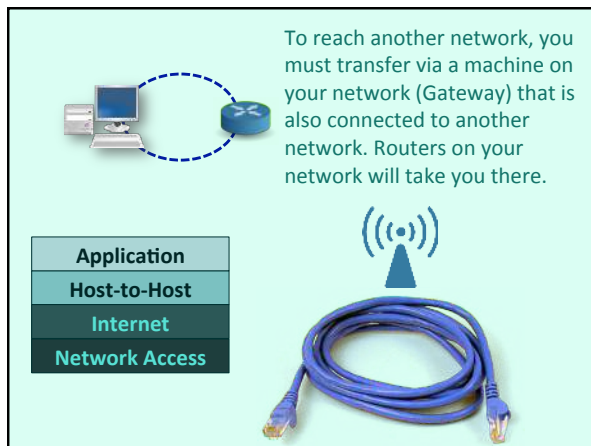 To reach another network, you
must transfer via a machine on
your network (Gateway) that is
also connected to another
network. Routers on your
network will take you there.
Application
Host-to-Host
Internet
Network Access